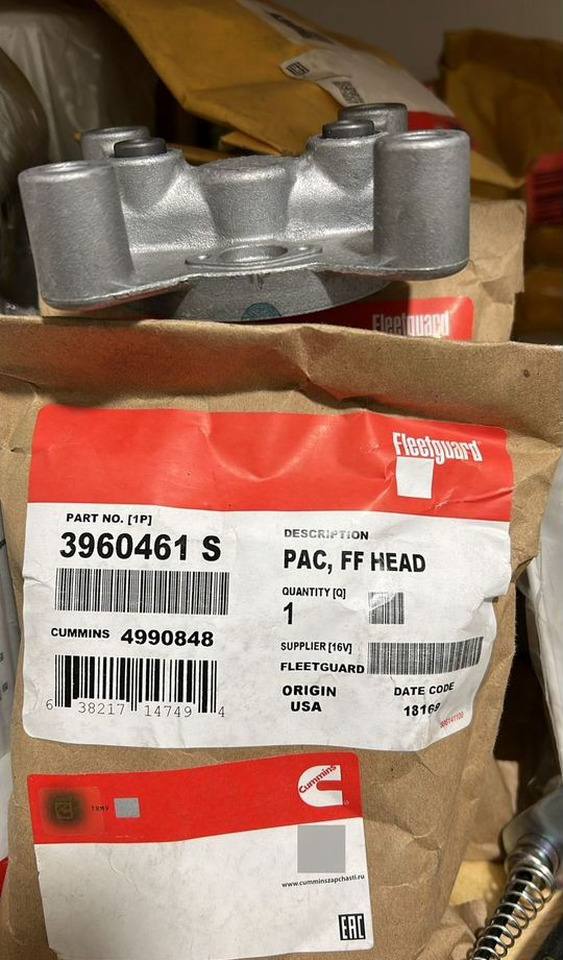 Fleetguard
Fleetguard
PART NO. [1P]
3960461 S
DESCRIPTION
PAC, FF HEAD
QUANTITY [Q]
1
CUMMINS 4990848
SUPPLIER [16V]
FLEETGUARD
6 38217 14749 4
ORIGIN
USA
DATE CODE
18169
Cummins
www.cumminszapchasti.ru
EAC